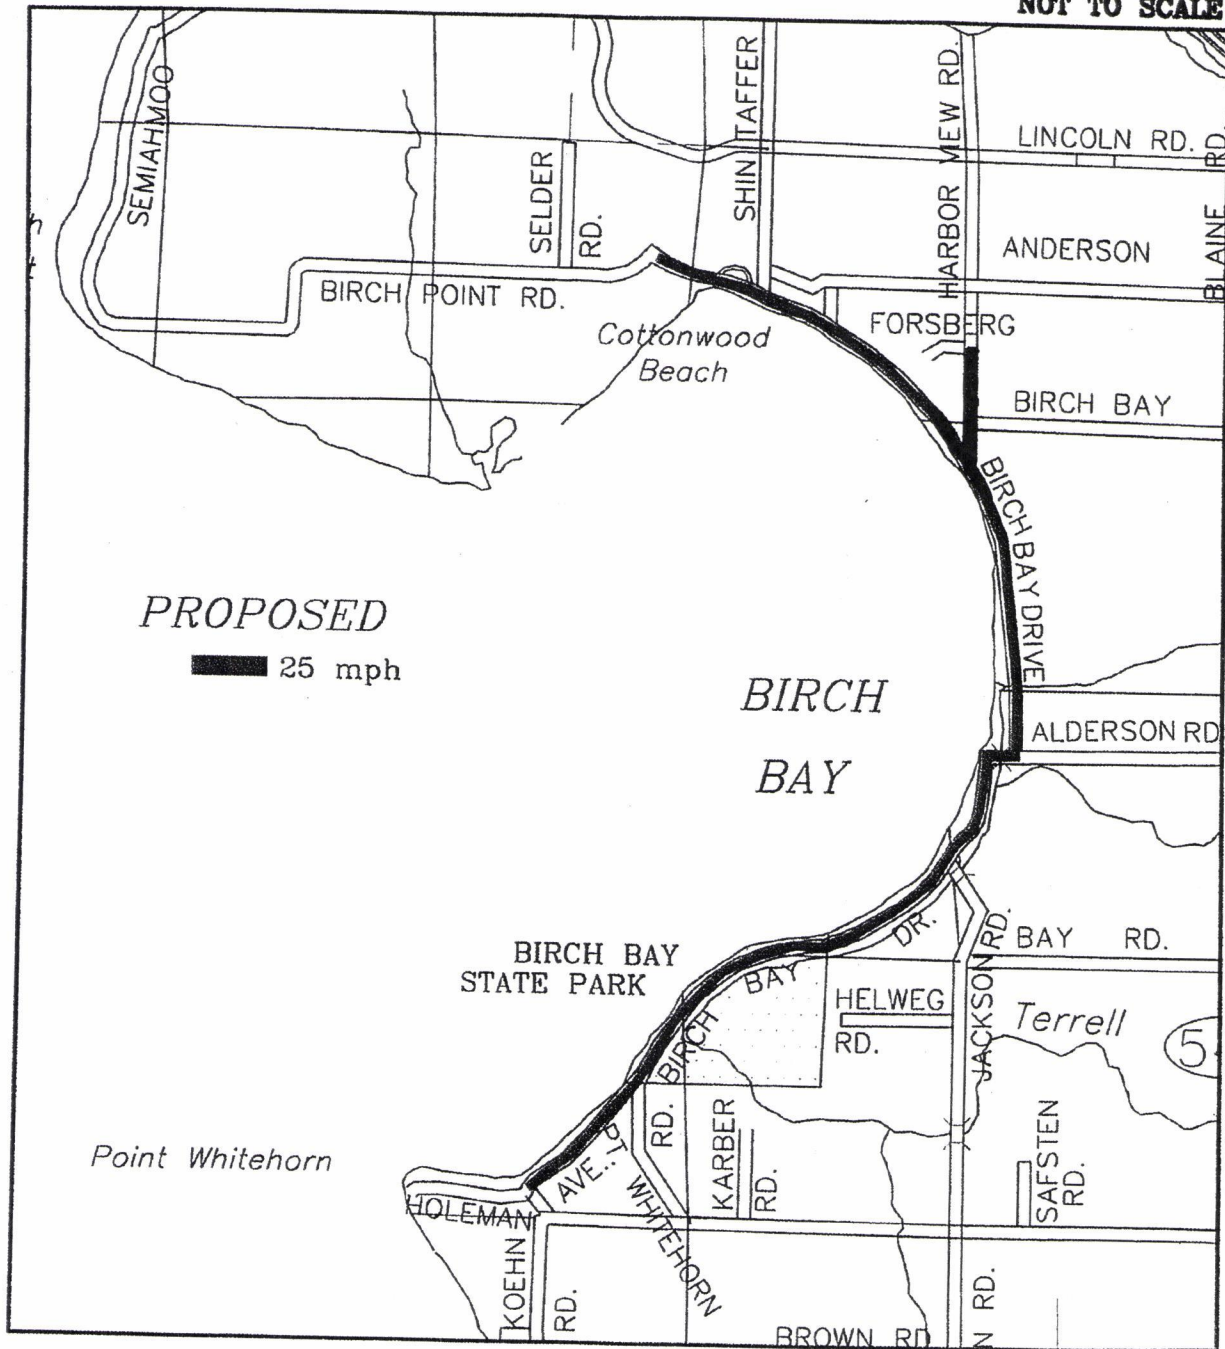 NOT TO SCALE
SEMIAHMOO
SELDER
RD.
SHIN TAFFER
HARBOR VIEW RD.
LINCOLN RD.
BLAINE RD.
ANDERSON
BIRCH POINT RD.
FORSBERG
Cottonwood
Beach
BIRCH BAY
BIRCH BAY DRIVE
PROPOSED
25 mph
BIRCH
BAY
ALDERSON RD
BIRCH BAY
STATE PARK
BIRCH BAY DR.
JACKSON RD.
BAY RD.
HELWEG
RD.
Terrell
5
Point Whitehorn
HOLEMAN AVE.
PT. WHITEHORN RD.
KARBER
RD.
SAFSTEN
RD.
KOEHN
RD.
BROWN RD
N RD.